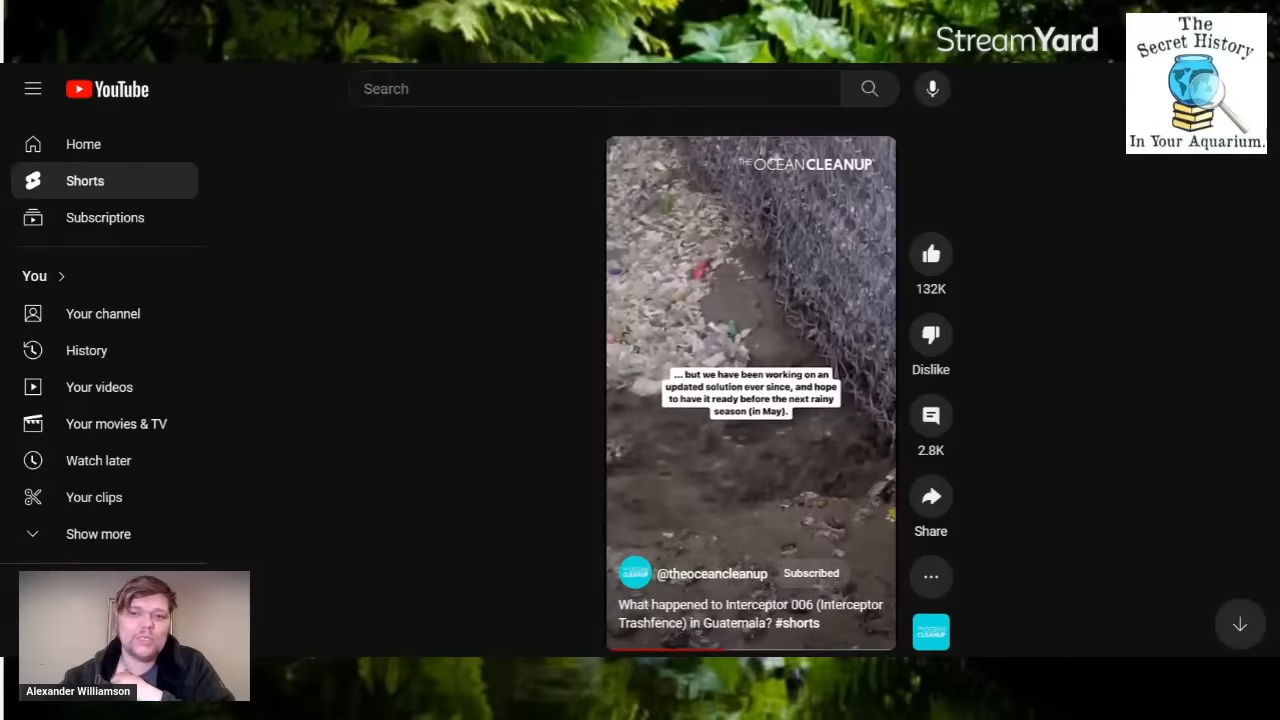 StreamYard
The
Secret History
In Your Aquarium.
YouTube
Search
Home
Shorts
Subscriptions
You
Your channel
History
Your videos
Your movies & TV
Watch later
Your clips
Show more
THE OCEANCLEANUP
... but we have been working on an
updated solution ever since, and hope
to have it ready before the next rainy
season (in May).
@theoceancleanup Subscribed
What happened to Interceptor 006 (Interceptor
Trashfence) in Guatemala? #shorts
132K
Dislike
2.8K
Share
Alexander Williamson